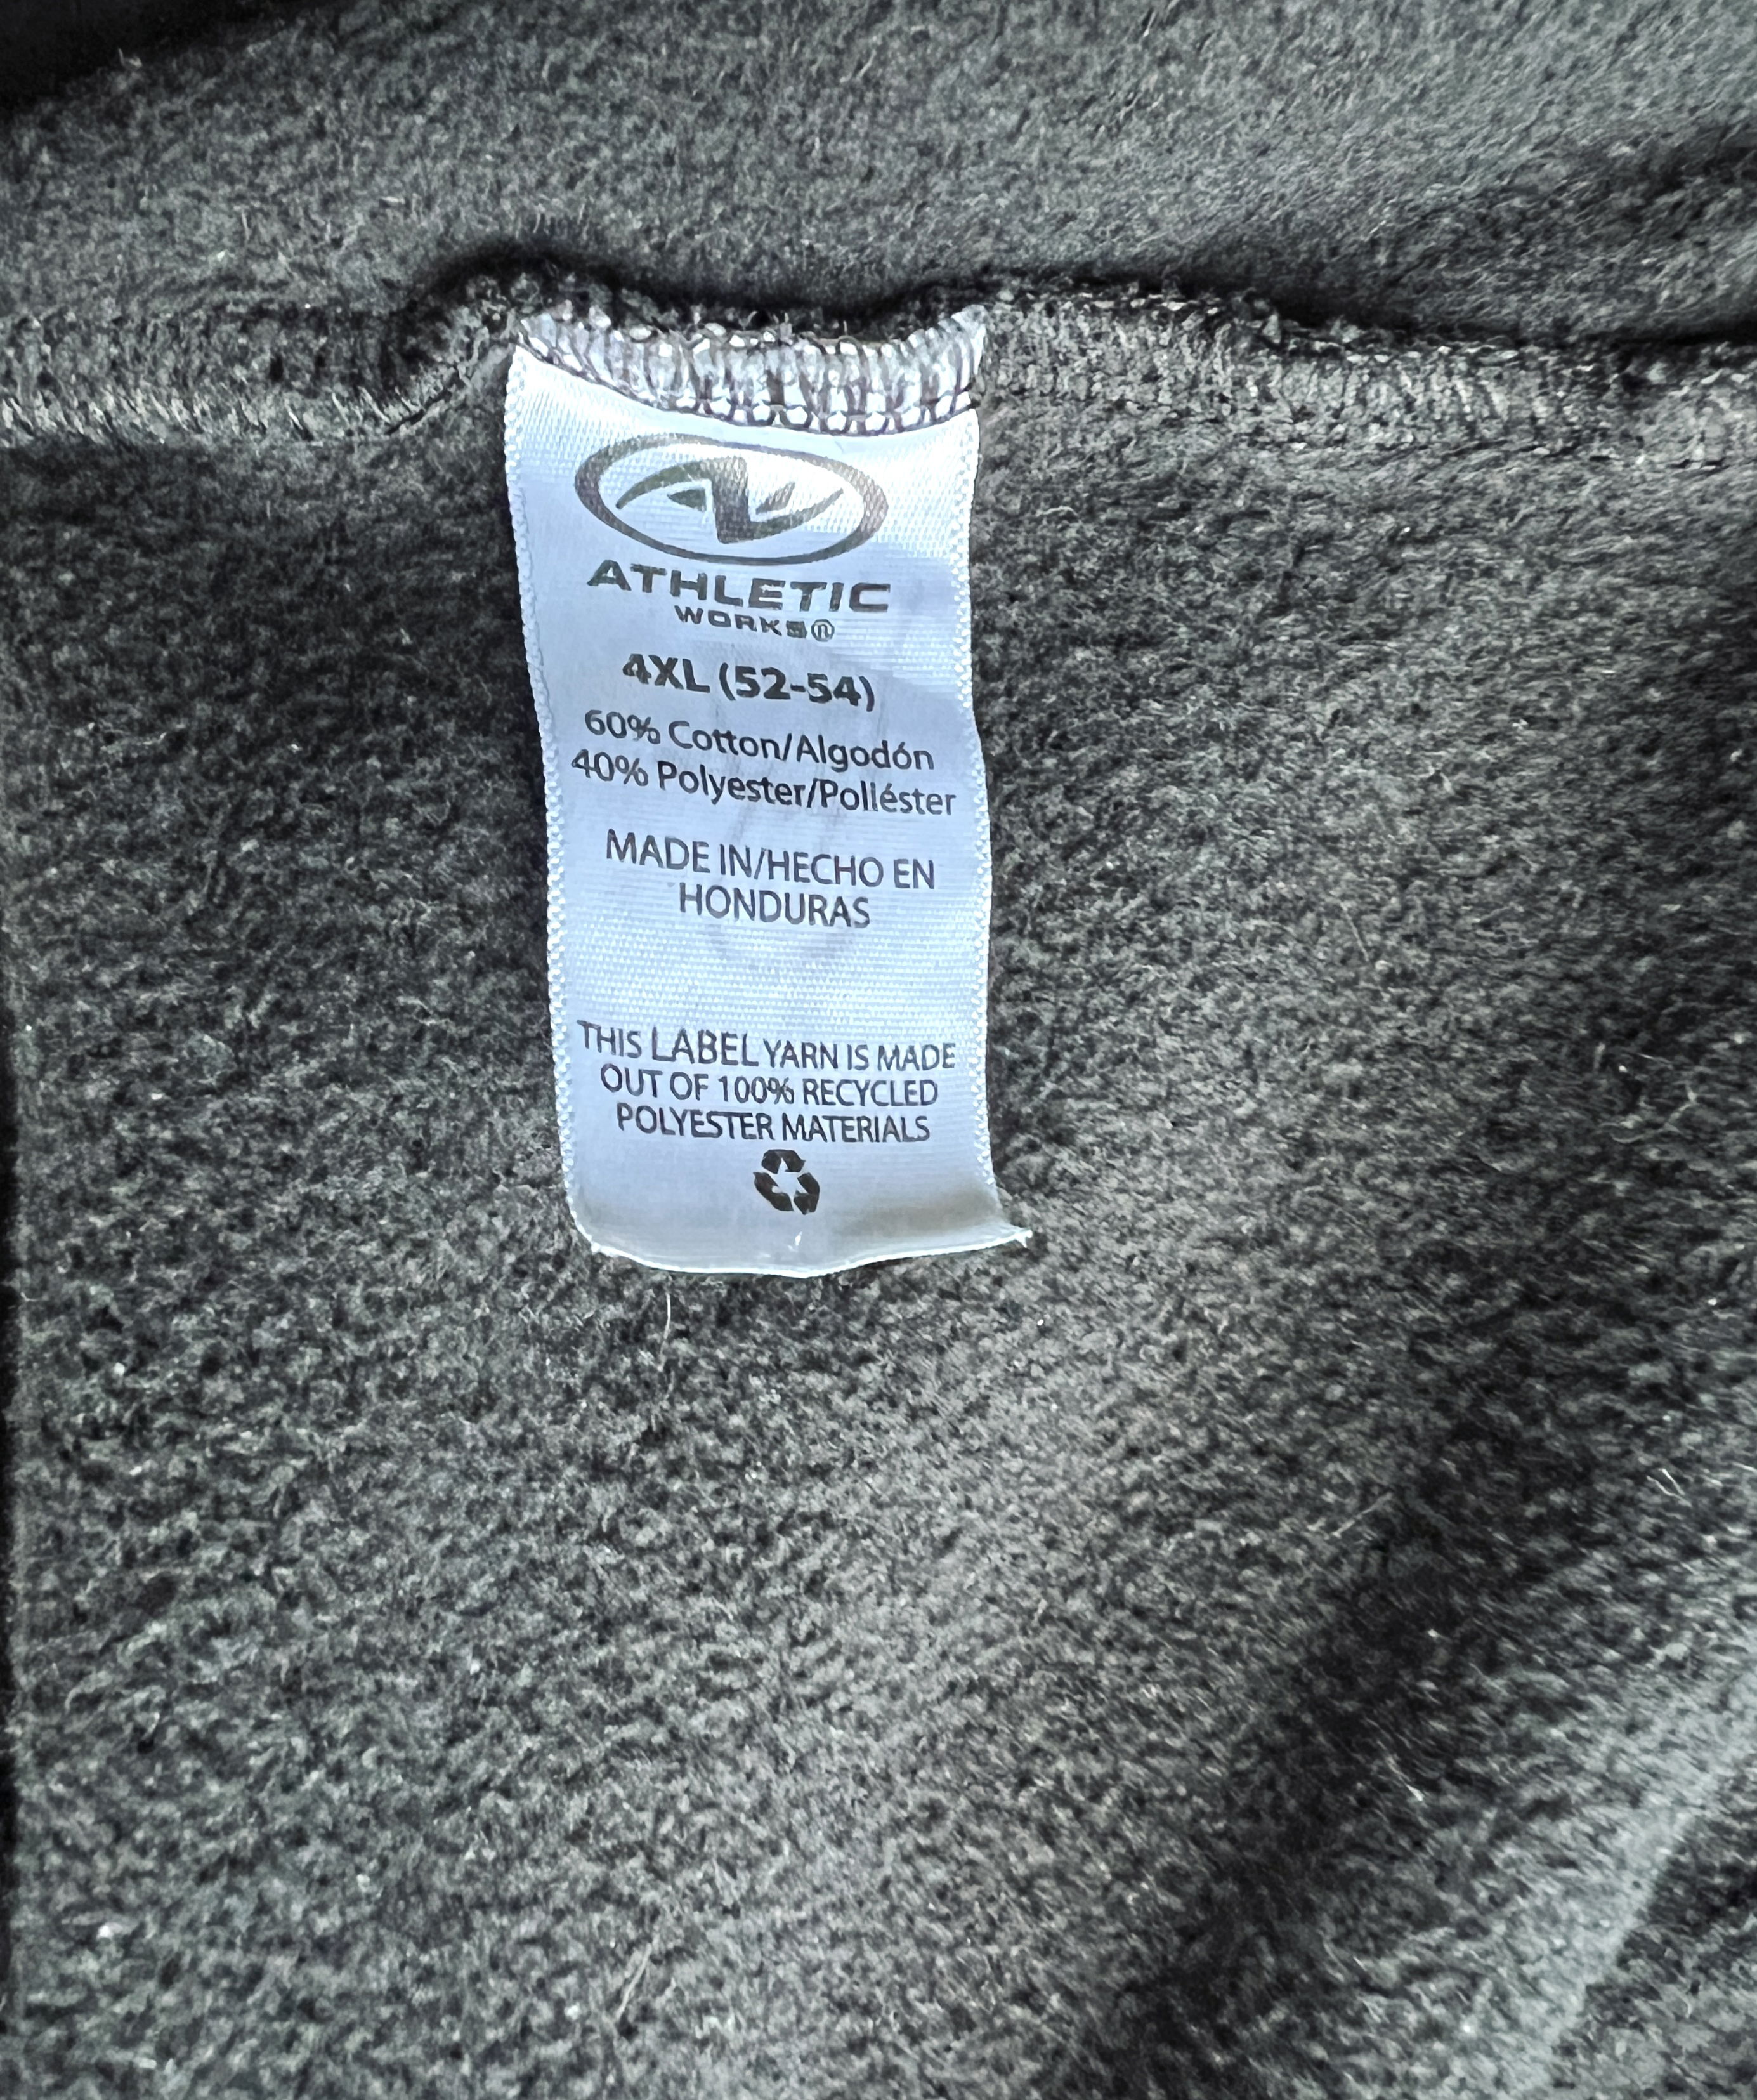 ATHLETIC
WORKS®
4XL (52-54)
60% Cotton/Algodón
40% Polyester/Poliéster
MADE IN/HECHO EN
HONDURAS
THIS LABEL YARN IS MADE
OUT OF 100% RECYCLED
POLYESTER MATERIALS